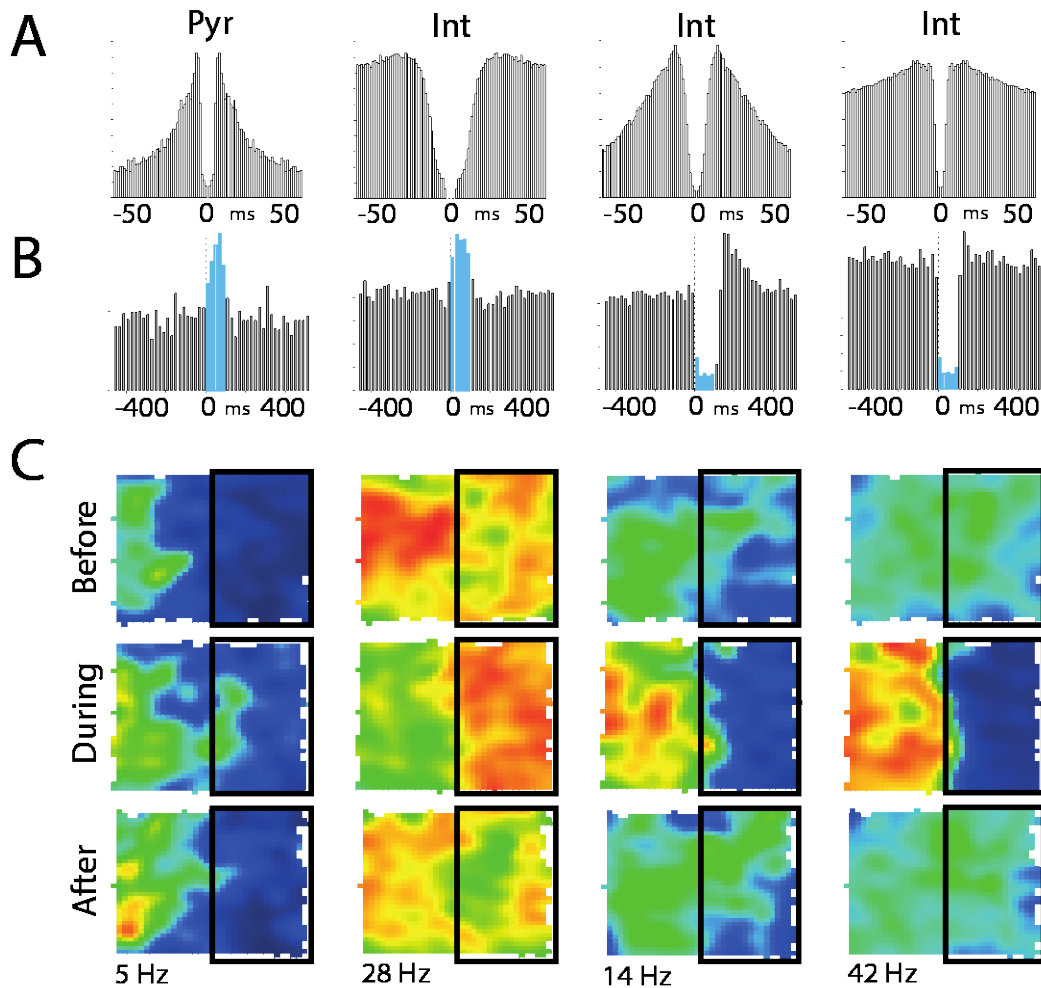 A Pyr Int Int Int
-50 0 ms 50 -50 0 ms 50 -50 0 ms 50 -50 0 ms 50
B
-400 0 ms 400 -400 0 ms 400 -400 0 ms 400 -400 0 ms 400
C
Before
During
After
5 Hz 28 Hz 14 Hz 42 Hz